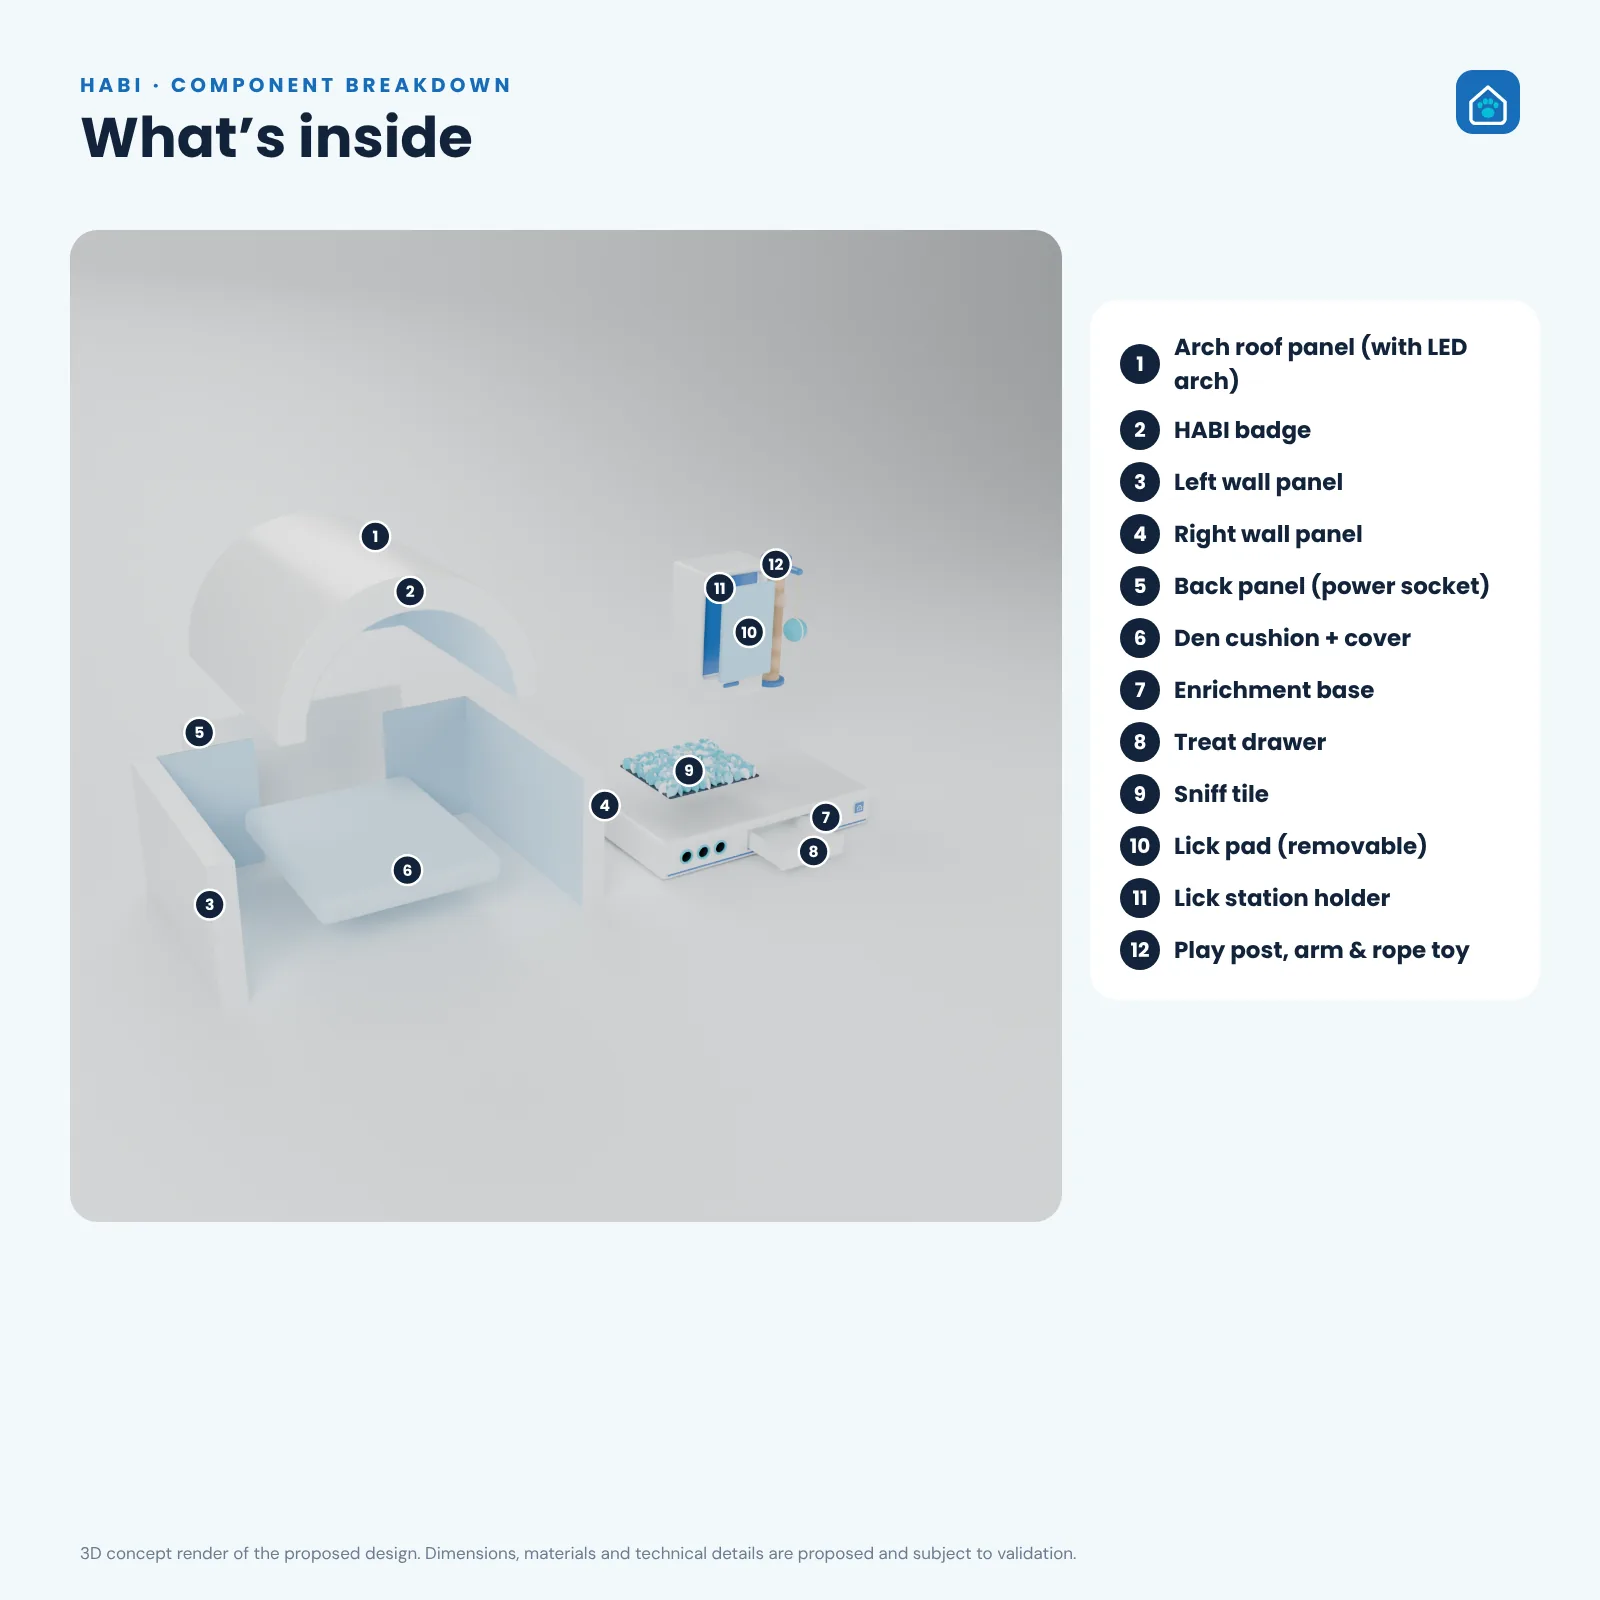 HABI · COMPONENT BREAKDOWN
What’s inside
1
2
12
11
10
5
9
4
7
8
6
3
1 Arch roof panel (with LED
arch)
2 HABI badge
3 Left wall panel
4 Right wall panel
5 Back panel (power socket)
6 Den cushion + cover
7 Enrichment base
8 Treat drawer
9 Sniff tile
10 Lick pad (removable)
11 Lick station holder
12 Play post, arm & rope toy
3D concept render of the proposed design. Dimensions, materials and technical details are proposed and subject to validation.